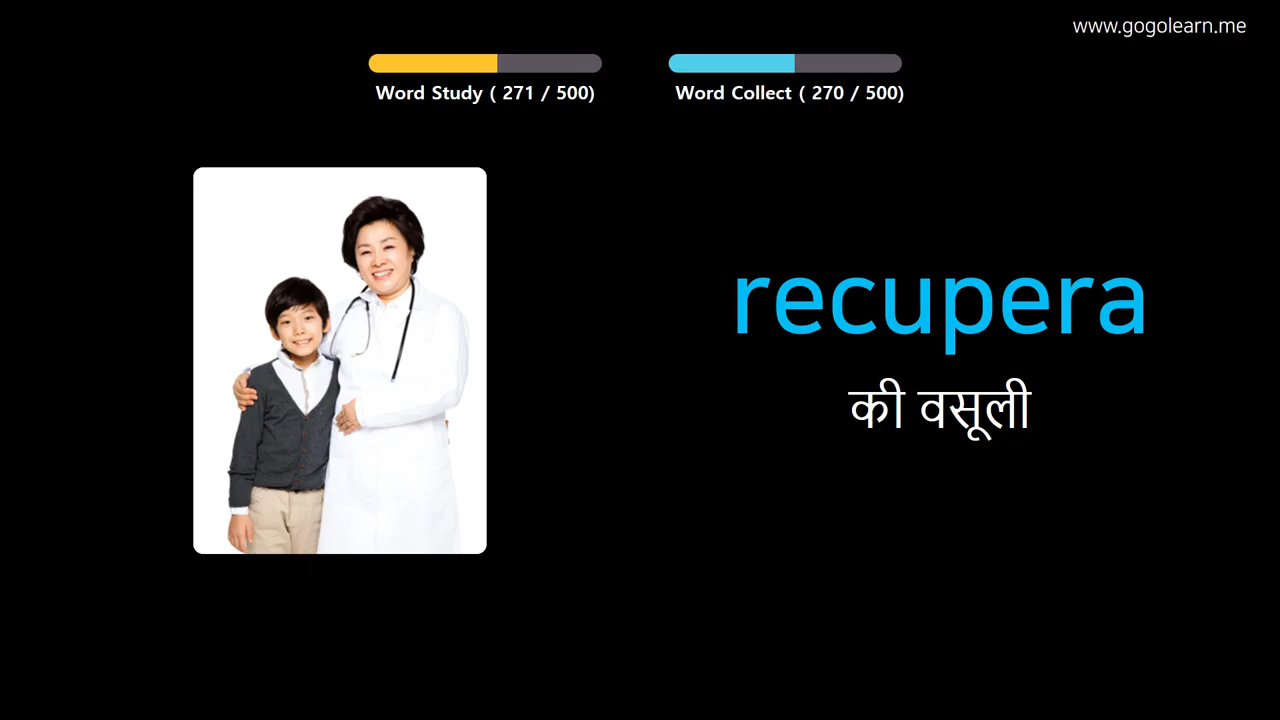 www.gogolearn.me
Word Study ( 271 / 500)
Word Collect ( 270 / 500)
recupera
की वसूली